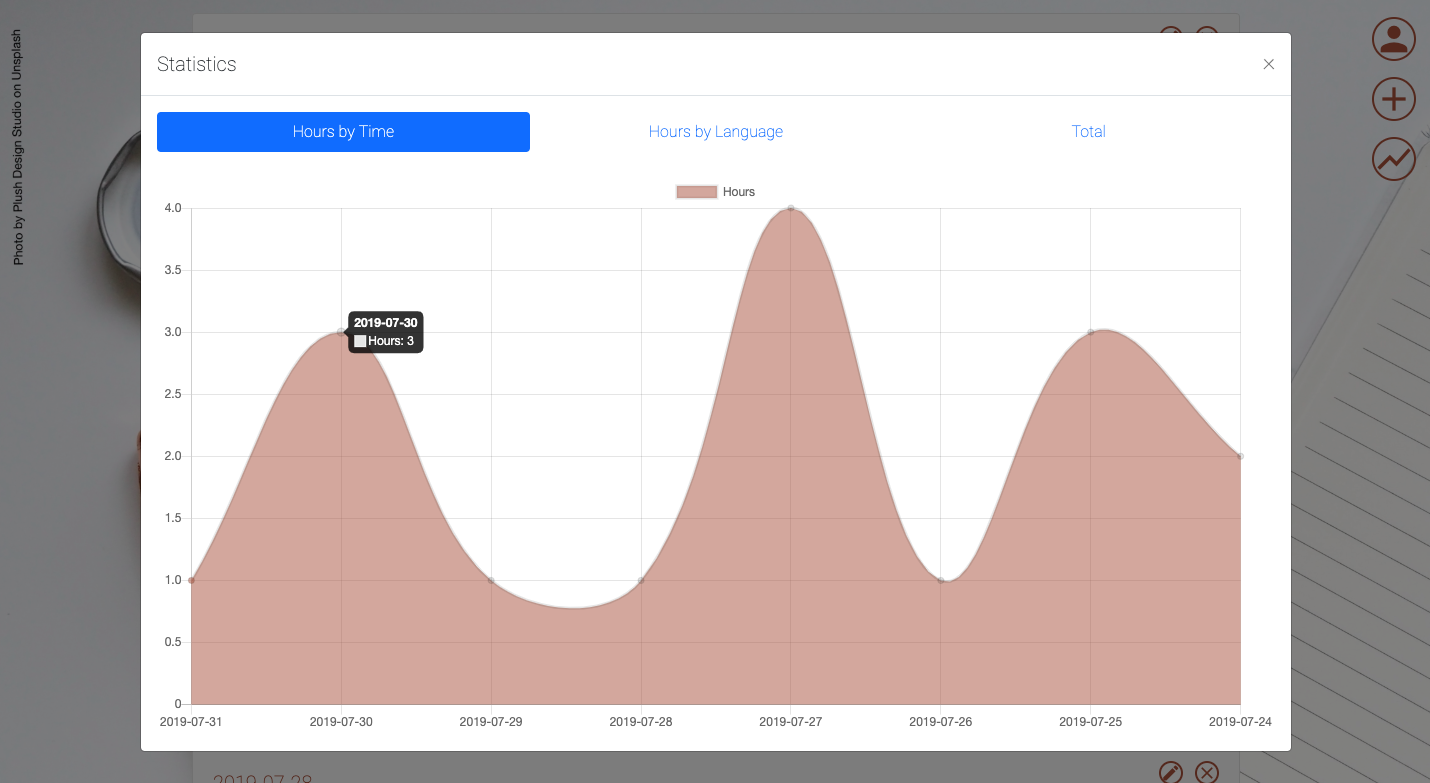 Photo by Plush Design Studio on Unsplash
Statistics
Hours by Time
Hours by Language
Total
Hours
4.0
3.5
3.0
2.5
2.0
1.5
1.0
0.5
0
2019-07-30
Hours: 3
2019-07-31
2019-07-30
2019-07-29
2019-07-28
2019-07-27
2019-07-26
2019-07-25
2019-07-24
2019-07-28